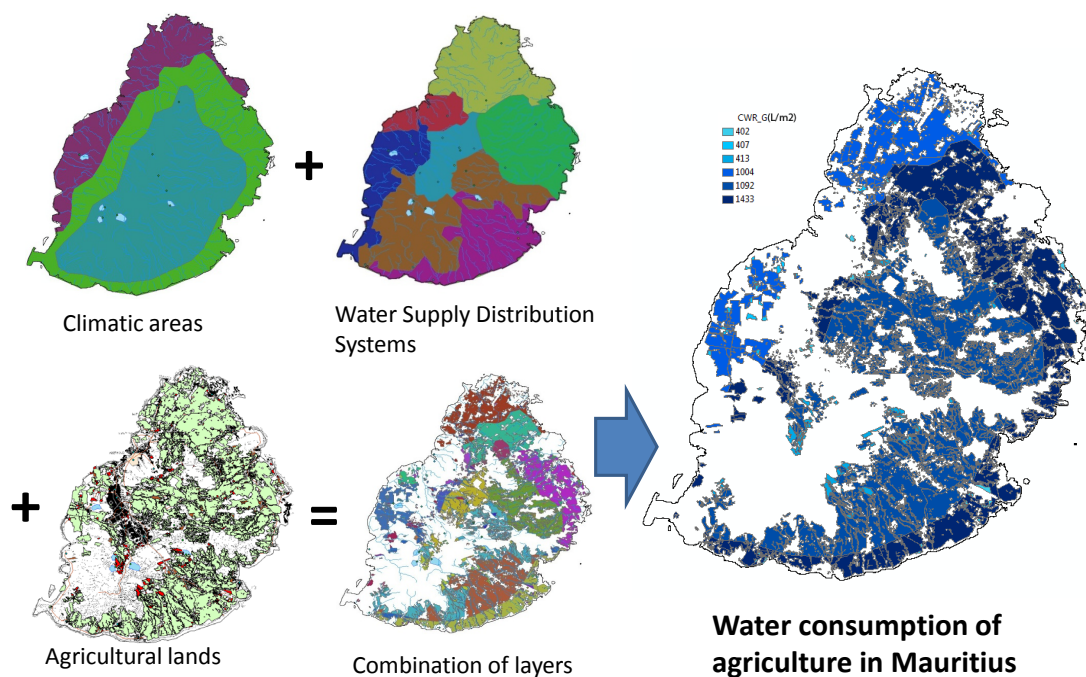 +
Climatic areas
Water Supply Distribution
Systems
CWR_G(L/m2)
402
407
413
1004
1092
1433
+
=
Agricultural lands
Combination of layers
Water consumption of
agriculture in Mauritius